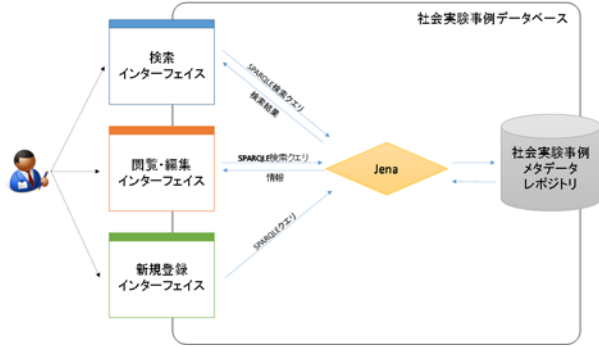 社会実験事例データベース
検索
インターフェイス
SPARQLE検索クエリ
検索結果
閲覧・編集
インターフェイス
SPARQLE検索クエリ
情報
Jena
社会実験事例
メタデータ
レポジトリ
新規登録
インターフェイス
SPARQLEクエリ